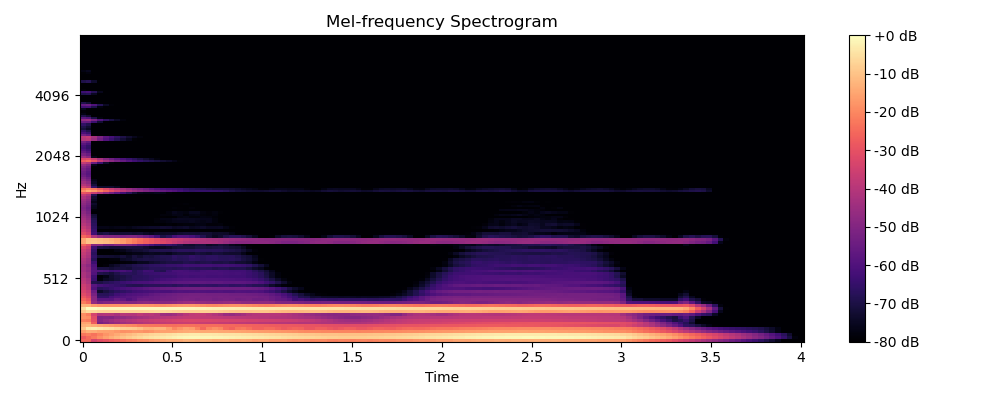 Mel-frequency Spectrogram
Hz
4096
2048
1024
512
0
0
0.5
1
1.5
2
2.5
3
3.5
4
Time
+0 dB
-10 dB
-20 dB
-30 dB
-40 dB
-50 dB
-60 dB
-70 dB
-80 dB